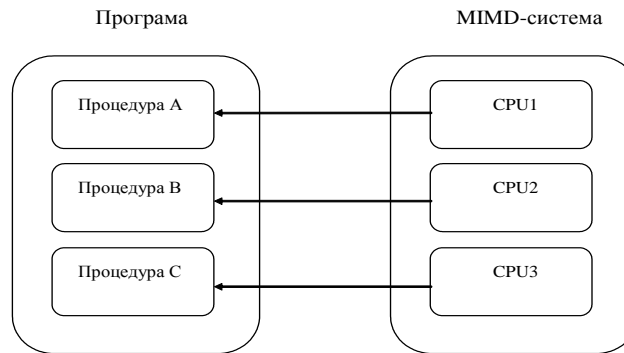 Програма
MIMD-система
Процедура А
CPU1
Процедура В
CPU2
Процедура С
CPU3